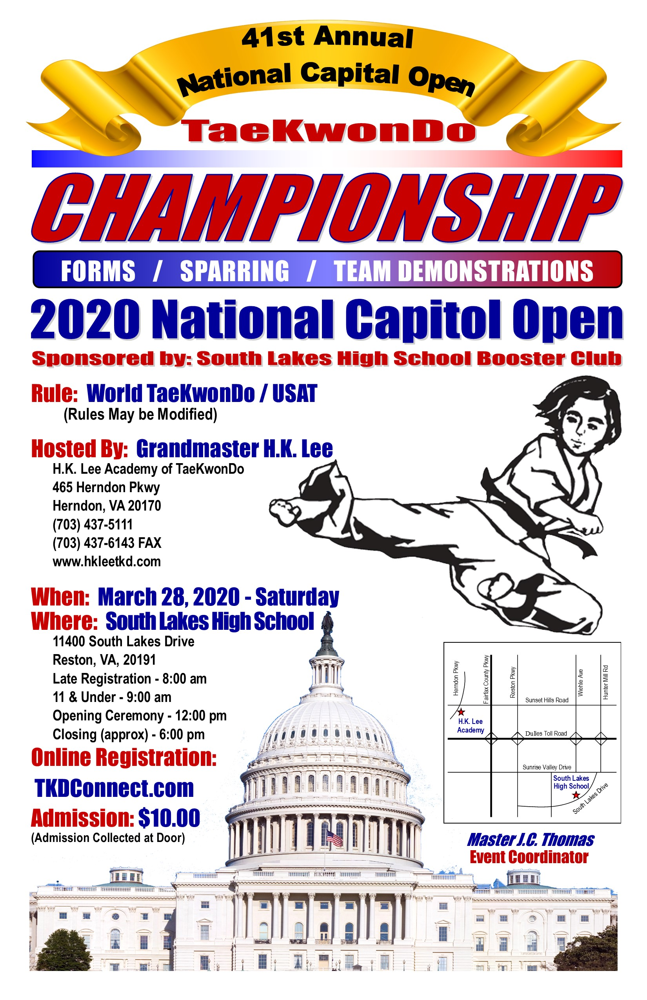 41st Annual
National Capital Open
TaeKwonDo
CHAMPIONSHIP
FORMS / SPARRING / TEAM DEMONSTRATIONS
2020 National Capitol Open
Sponsored by: South Lakes High School Booster Club
Rule: World TaeKwonDo / USAT
(Rules May be Modified)
Hosted By: Grandmaster H.K. Lee
H.K. Lee Academy of TaeKwonDo
465 Herndon Pkwy
Herndon, VA 20170
(703) 437-5111
(703) 437-6143 FAX
www.hkleetkd.com
When: March 28, 2020 - Saturday
Where: South Lakes High School
11400 South Lakes Drive
Reston, VA, 20191
Late Registration - 8:00 am
11 & Under - 9:00 am
Opening Ceremony - 12:00 pm
Closing (approx) - 6:00 pm
Online Registration:
TKDConnect.com
Admission: $10.00
(Admission Collected at Door)
Herndon Pkwy
Fairfax County Pkwy
Reston Pkwy
Wiehle Ave
Hunter Mill Rd
Sunset Hills Road
H.K. Lee
Academy
Dulles Toll Road
Sunrise Valley Drive
South Lakes
High School
South Lakes Drive
Master J.C. Thomas
Event Coordinator